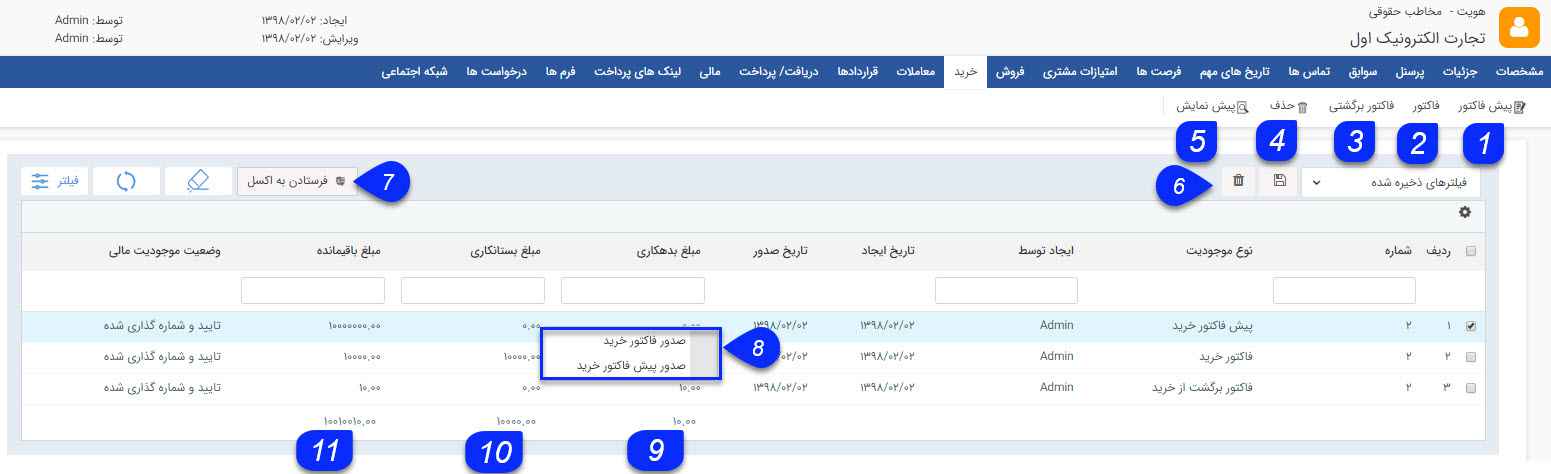 هویت - مخاطب حقوقی
تجارت الکترونیک اول
ایجاد: ۱۳۹۸/۰۲/۰۲ توسط: Admin
ویرایش: ۱۳۹۸/۰۲/۰۲ توسط: Admin
مشخصات جزئیات پرسنل سوابق تماس ها تاریخ های مهم فرصت ها امتیازات مشتری فروش خرید معاملات قراردادها دریافت/ پرداخت مالی لینک های پرداخت فرم ها درخواست ها شبکه اجتماعی
پیش فاکتور فاکتور فاکتور برگشتی حذف پیش نمایش
1 2 3 4 5
فیلترهای ذخیره شده 6 7 فرستادن به اکسل فیلتر
ردیف شماره نوع موجودیت ایجاد توسط تاریخ ایجاد تاریخ صدور مبلغ بدهکاری مبلغ بستانکاری مبلغ باقیمانده وضعیت موجودیت مالی
۱ ۲ پیش فاکتور خرید Admin ۱۳۹۸/۰۲/۰۲ ۱۳۹۸/۰۲/۰۲ ۰.۰۰ ۰.۰۰ ۱۰۰۰۰۰۰۰.۰۰ تایید و شماره گذاری شده
صدور فاکتور خرید
8
۲ ۲ فاکتور خرید Admin ۱۳۹۸/۰۲/۰۲ ۱۰۰۰۰.۰۰ ۱۰۰۰۰.۰۰ تایید و شماره گذاری شده
صدور پیش فاکتور خرید
۳ ۲ فاکتور برگشت از خرید Admin ۱۳۹۸/۰۲/۰۲ ۱۳۹۸/۰۲/۰۲ ۱۰.۰۰ ۰.۰۰ ۱۰.۰۰ تایید و شماره گذاری شده
۱۰.۰۰ ۱۰۰۰۰.۰۰ ۱۰۰۱۰۰۱۰.۰۰
9 10 11